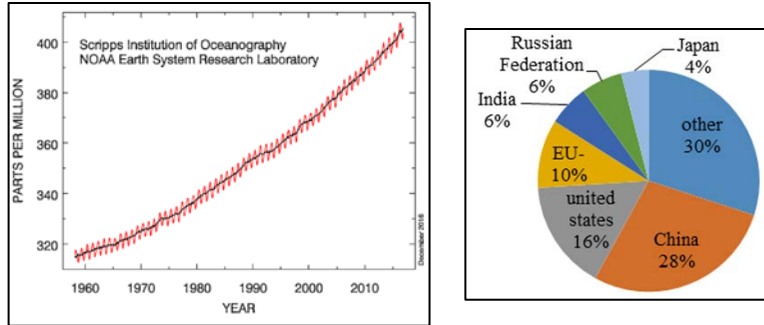 Scripps Institution of Oceanography
NOAA Earth System Research Laboratory
PARTS PER MILLION
400
380
360
340
320
1960
1970
1980
1990
2000
2010
YEAR
December 2016
Russian
Federation
6%
Japan
4%
India
6%
other
30%
EU-
10%
united
states
16%
China
28%